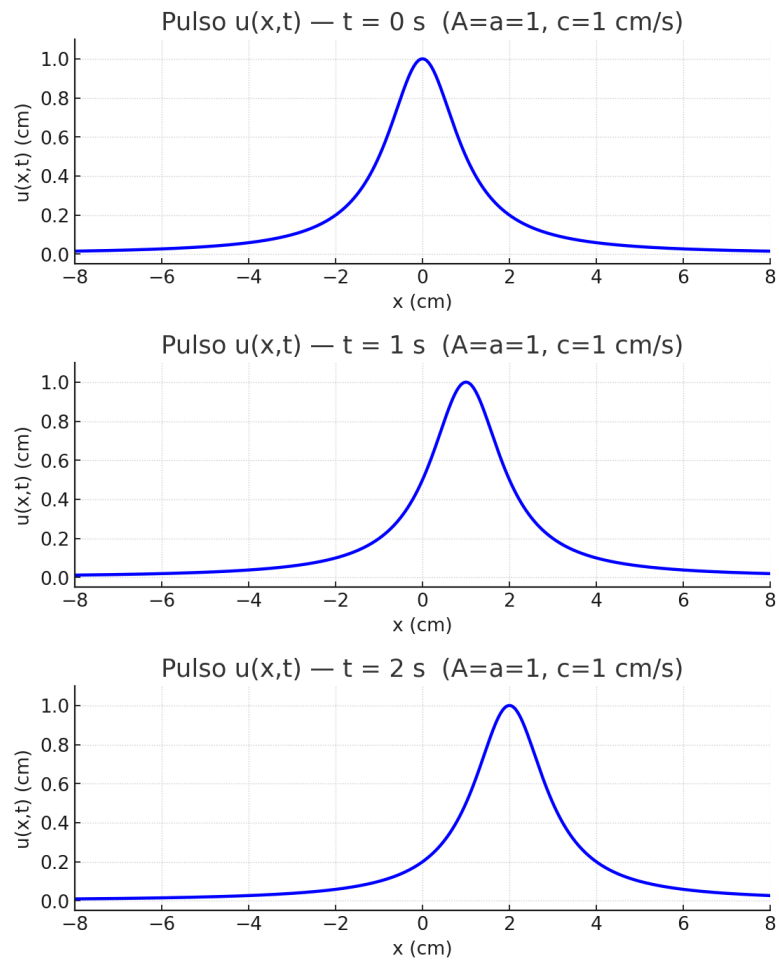 Pulso u(x,t) — t = 0 s (A=a=1, c=1 cm/s)
u(x,t) (cm)
1.0
0.8
0.6
0.4
0.2
0.0
−8 −6 −4 −2 0 2 4 6 8
x (cm)
Pulso u(x,t) — t = 1 s (A=a=1, c=1 cm/s)
u(x,t) (cm)
1.0
0.8
0.6
0.4
0.2
0.0
−8 −6 −4 −2 0 2 4 6 8
x (cm)
Pulso u(x,t) — t = 2 s (A=a=1, c=1 cm/s)
u(x,t) (cm)
1.0
0.8
0.6
0.4
0.2
0.0
−8 −6 −4 −2 0 2 4 6 8
x (cm)